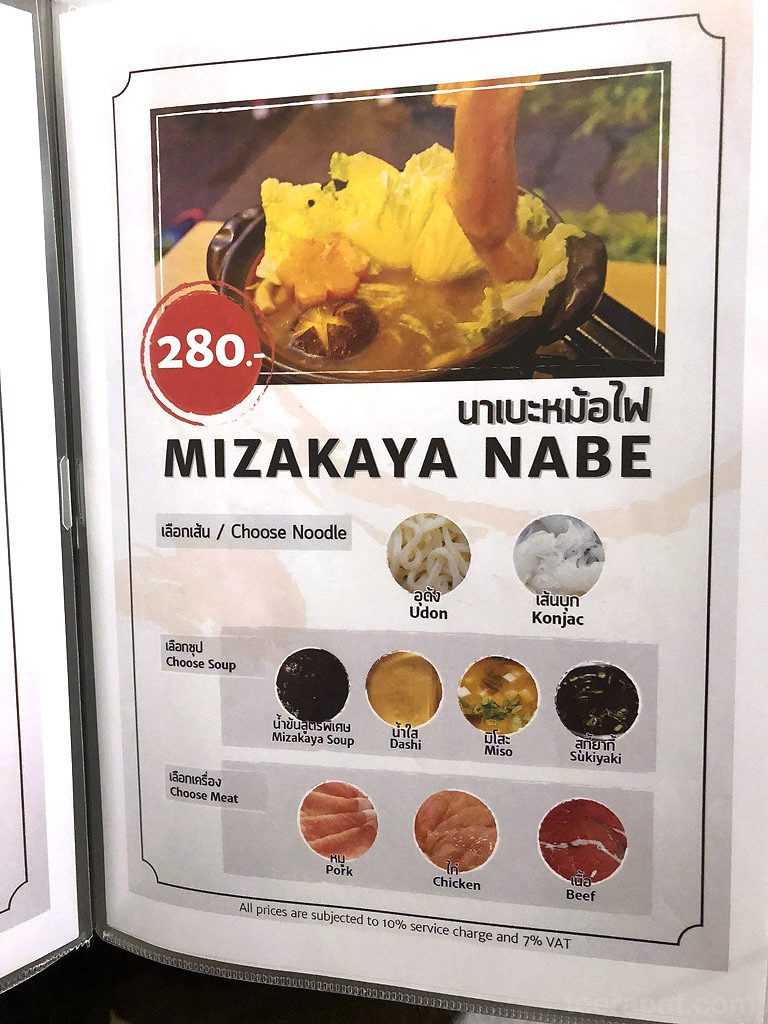 280.-
นาเบะหม้อไฟ
MIZAKAYA NABE
เลือกเส้น / Choose Noodle
อุด้ง
Udon
เส้นบุก
Konjac
เลือกซุป
Choose Soup
น้ำข้นสูตรพิเศษ
Mizakaya Soup
น้ำใส
Dashi
มิโสะ
Miso
สุกี้ยากี้
Sukiyaki
เลือกเครื่อง
Choose Meat
หมู
Pork
ไก่
Chicken
เนื้อ
Beef
All prices are subjected to 10% service charge and 7% VAT
teerapat.com